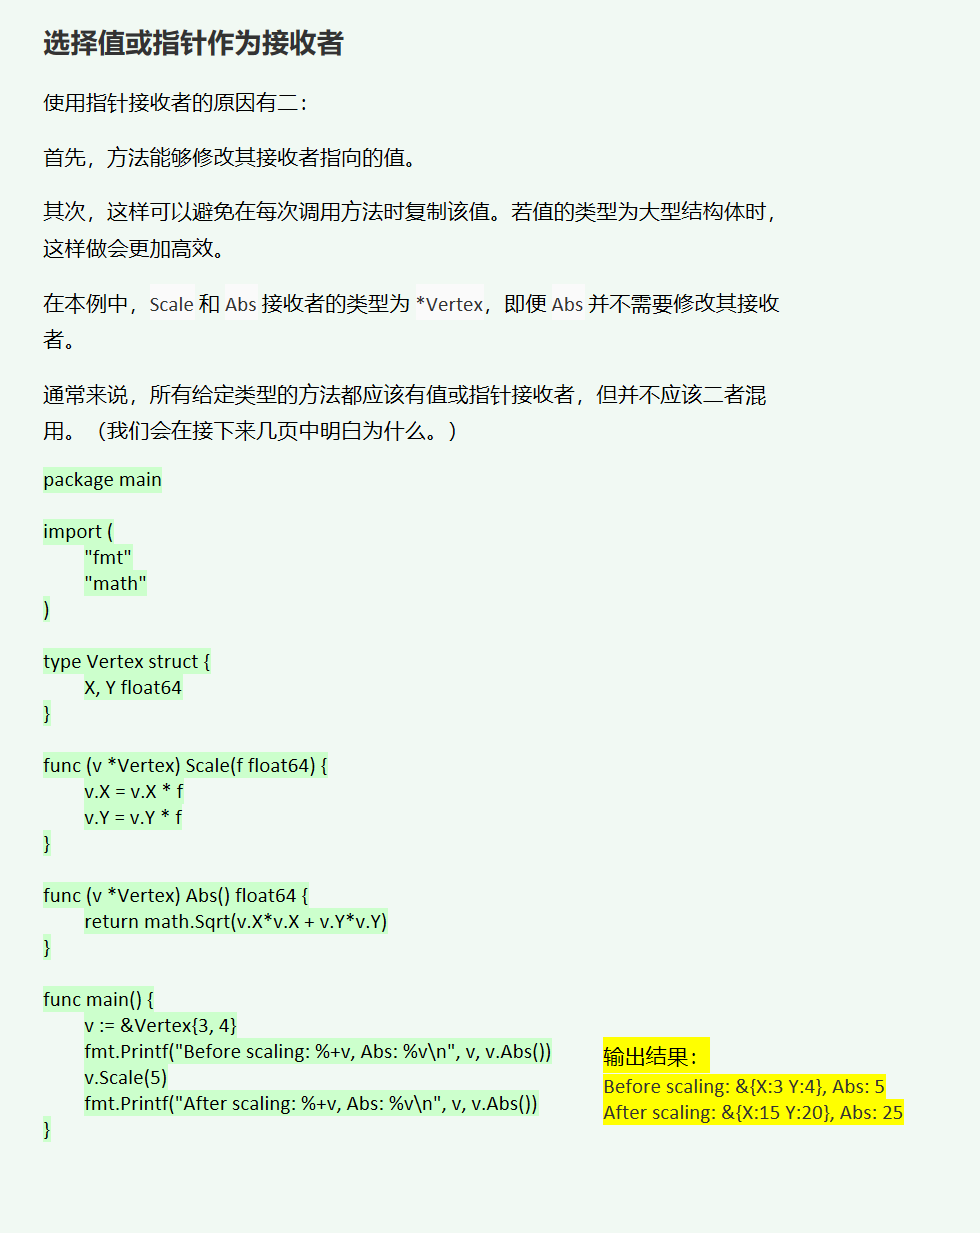 选择值或指针作为接收者
使用指针接收者的原因有二：
首先，方法能够修改其接收者指向的值。
其次，这样可以避免在每次调用方法时复制该值。若值的类型为大型结构体时，
这样做会更加高效。
在本例中，Scale 和 Abs 接收者的类型为 *Vertex，即便 Abs 并不需要修改其接收
者。
通常来说，所有给定类型的方法都应该有值或指针接收者，但并不应该二者混
用。（我们会在接下来几页中明白为什么。）
package main
import (
"fmt"
"math"
)
type Vertex struct {
X, Y float64
}
func (v *Vertex) Scale(f float64) {
v.X = v.X * f
v.Y = v.Y * f
}
func (v *Vertex) Abs() float64 {
return math.Sqrt(v.X*v.X + v.Y*v.Y)
}
func main() {
v := &Vertex{3, 4}
fmt.Printf("Before scaling: %+v, Abs: %v\n", v, v.Abs())
v.Scale(5)
fmt.Printf("After scaling: %+v, Abs: %v\n", v, v.Abs())
}
输出结果：
Before scaling: &{X:3 Y:4}, Abs: 5
After scaling: &{X:15 Y:20}, Abs: 25